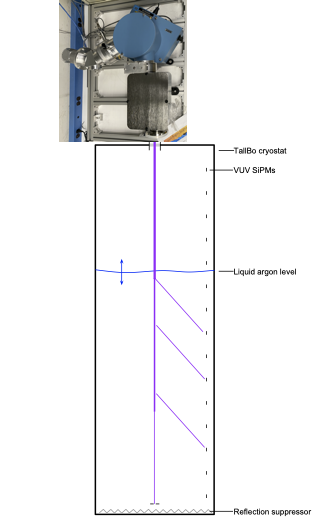 TallBo cryostat
VUV SiPMs
Liquid argon level
Reflection suppressor